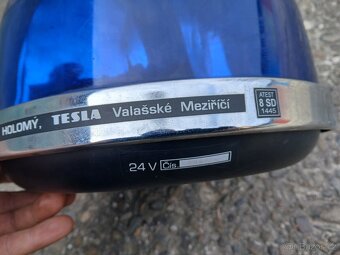 HOLOMÝ, TESLA Valašské Meziříčí
ATEST
8 SD
1445
24 V Čís.